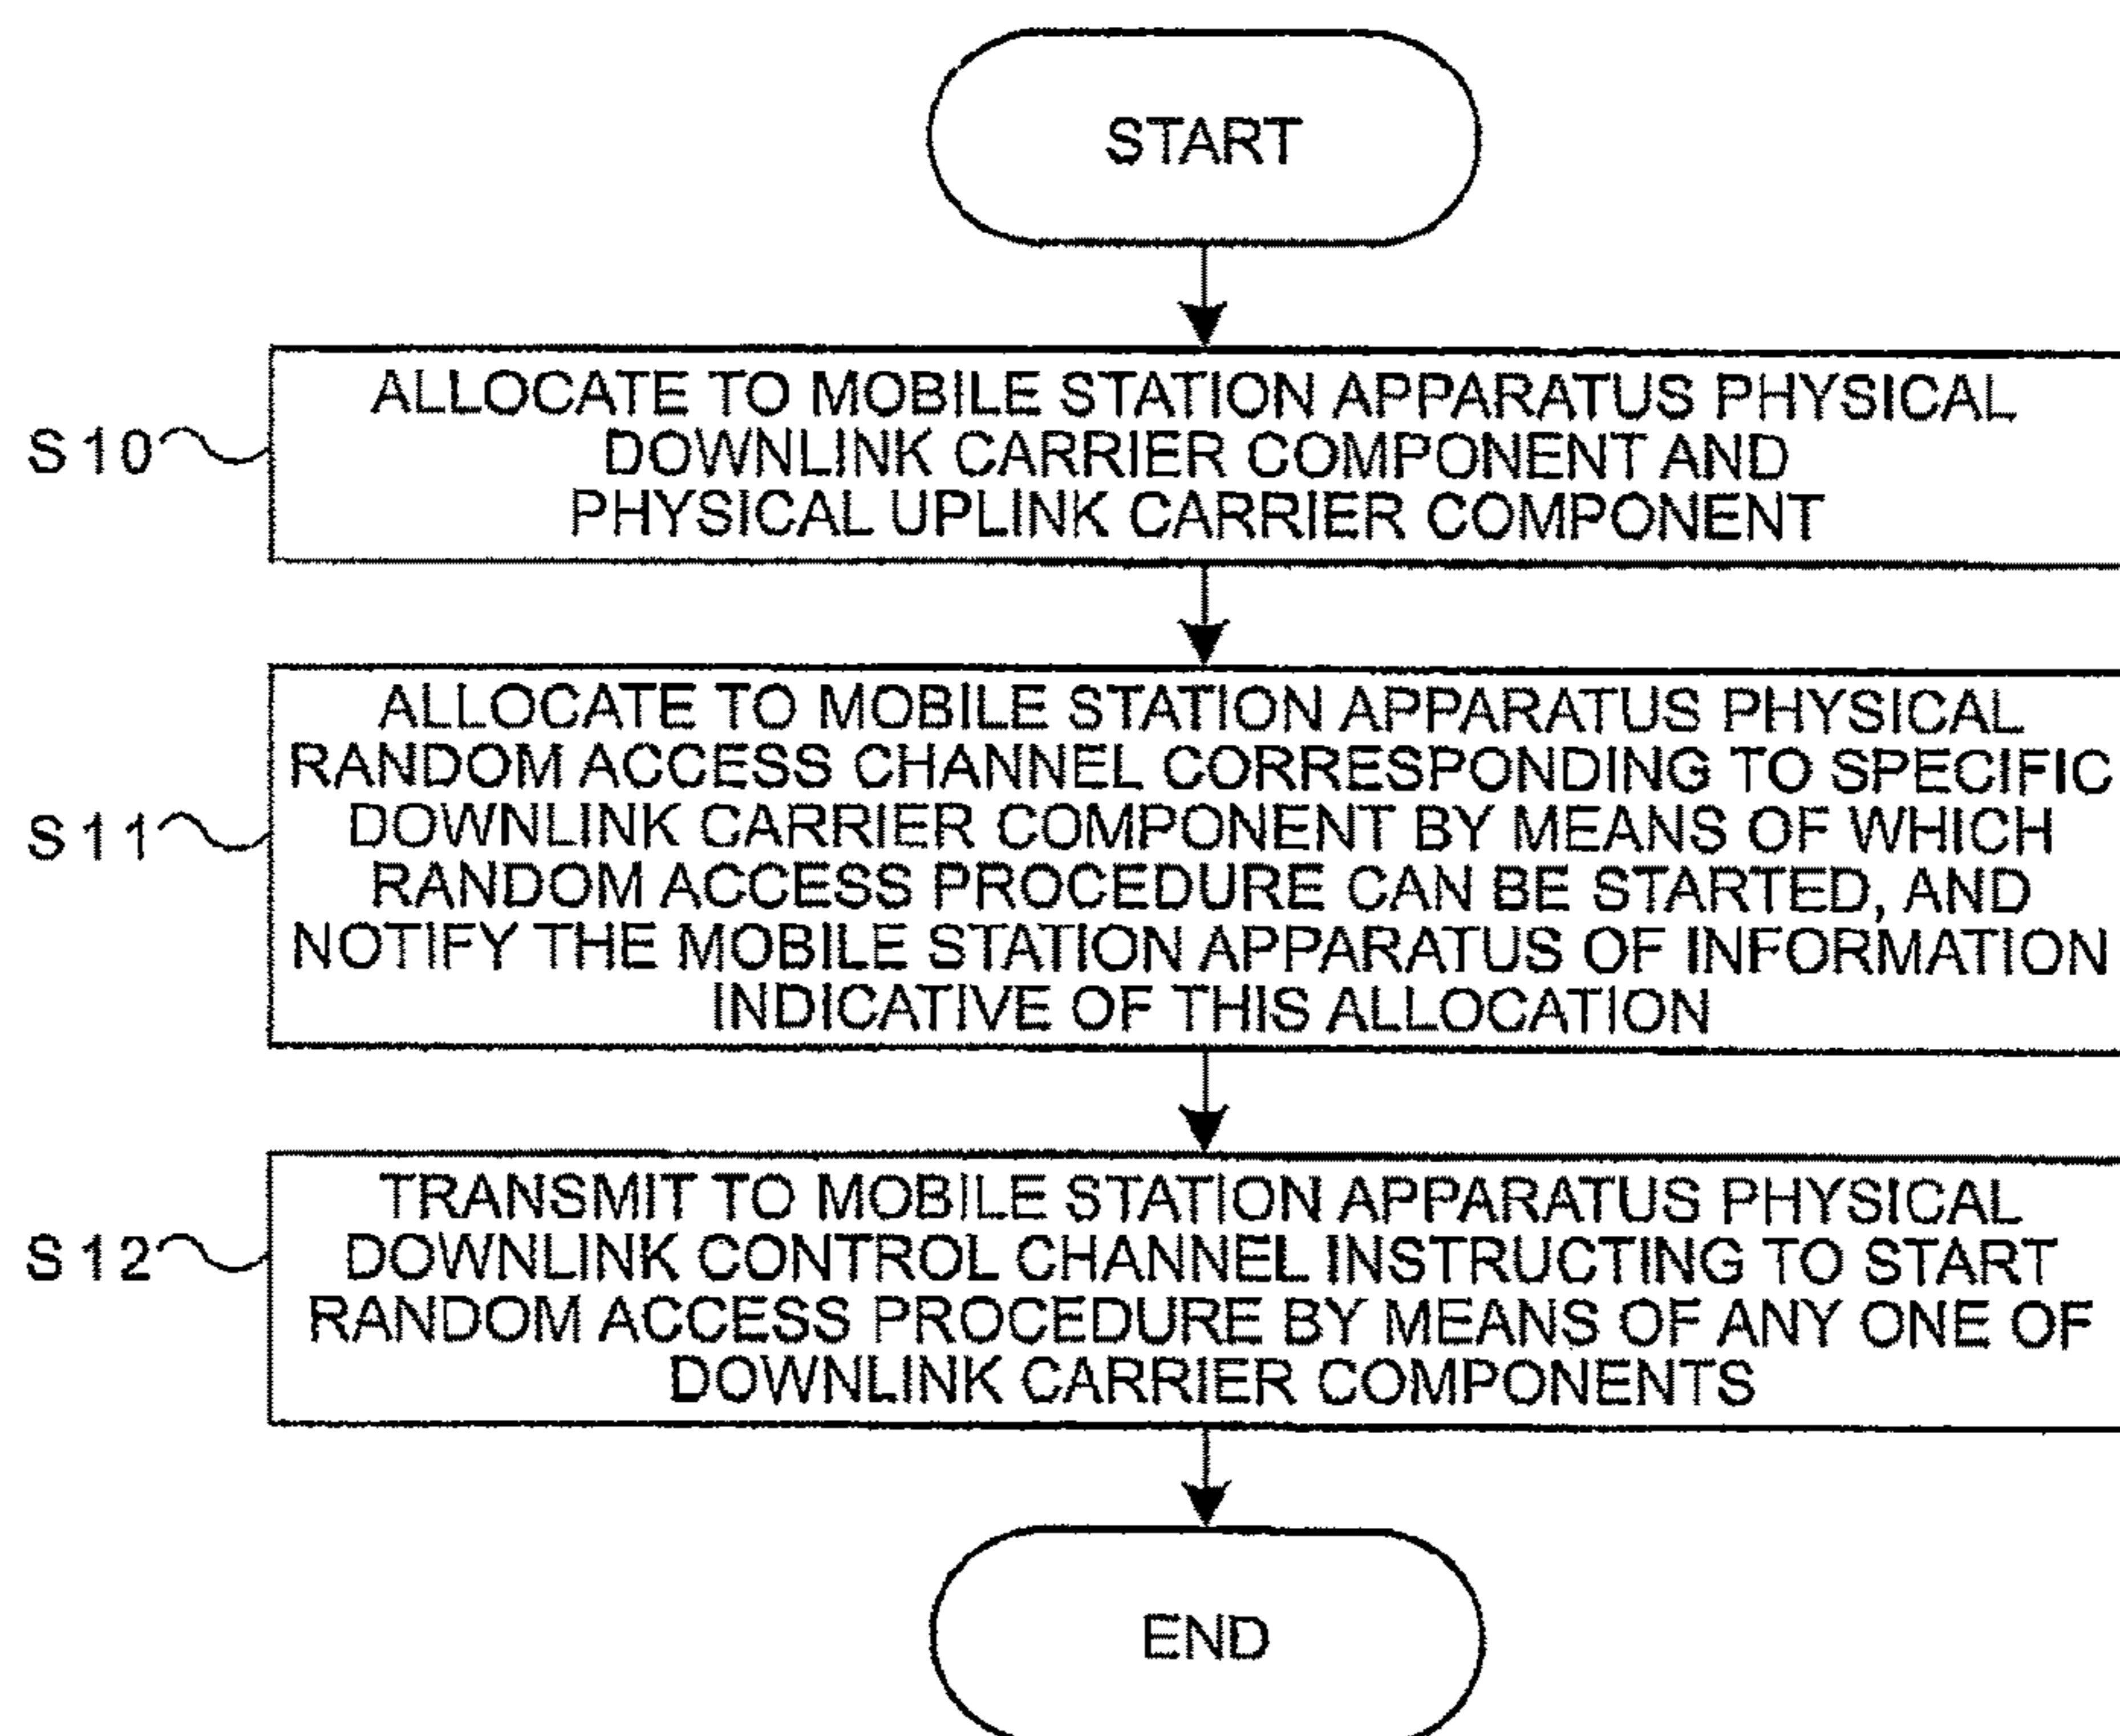 START
ALLOCATE TO MOBILE STATION APPARATUS PHYSICAL
DOWNLINK CARRIER COMPONENT AND
PHYSICAL UPLINK CARRIER COMPONENT
S10
ALLOCATE TO MOBILE STATION APPARATUS PHYSICAL
RANDOM ACCESS CHANNEL CORRESPONDING TO SPECIFIC
DOWNLINK CARRIER COMPONENT BY MEANS OF WHICH
RANDOM ACCESS PROCEDURE CAN BE STARTED, AND
NOTIFY THE MOBILE STATION APPARATUS OF INFORMATION
INDICATIVE OF THIS ALLOCATION
S11
TRANSMIT TO MOBILE STATION APPARATUS PHYSICAL
DOWNLINK CONTROL CHANNEL INSTRUCTING TO START
RANDOM ACCESS PROCEDURE BY MEANS OF ANY ONE OF
DOWNLINK CARRIER COMPONENTS
S12
END